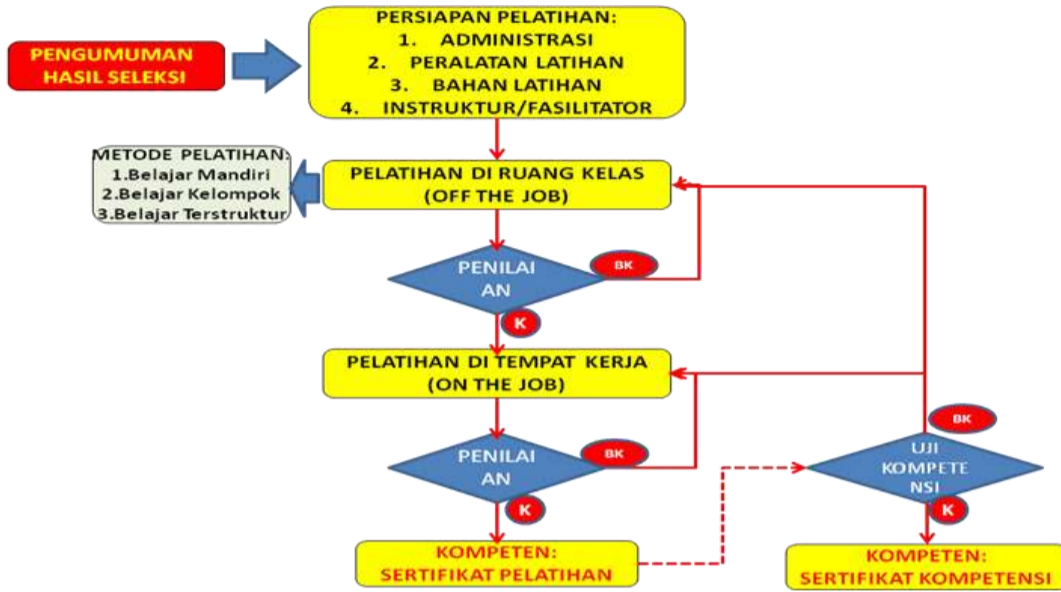 PENGUMUMAN
HASIL SELEKSI
PERSIAPAN PELATIHAN:
1. ADMINISTRASI
2. PERALATAN LATIHAN
3. BAHAN LATIHAN
4. INSTRUKTUR/FASILITATOR
METODE PELATIHAN:
1.Belajar Mandiri
2.Belajar Kelompok
3.Belajar Terstruktur
PELATIHAN DI RUANG KELAS
(OFF THE JOB)
PENILAI
AN
BK
K
PELATIHAN DI TEMPAT KERJA
(ON THE JOB)
PENILAI
AN
BK
K
KOMPETEN:
SERTIFIKAT PELATIHAN
BK
UJI
KOMPETE
NSI
K
KOMPETEN:
SERTIFIKAT KOMPETENSI